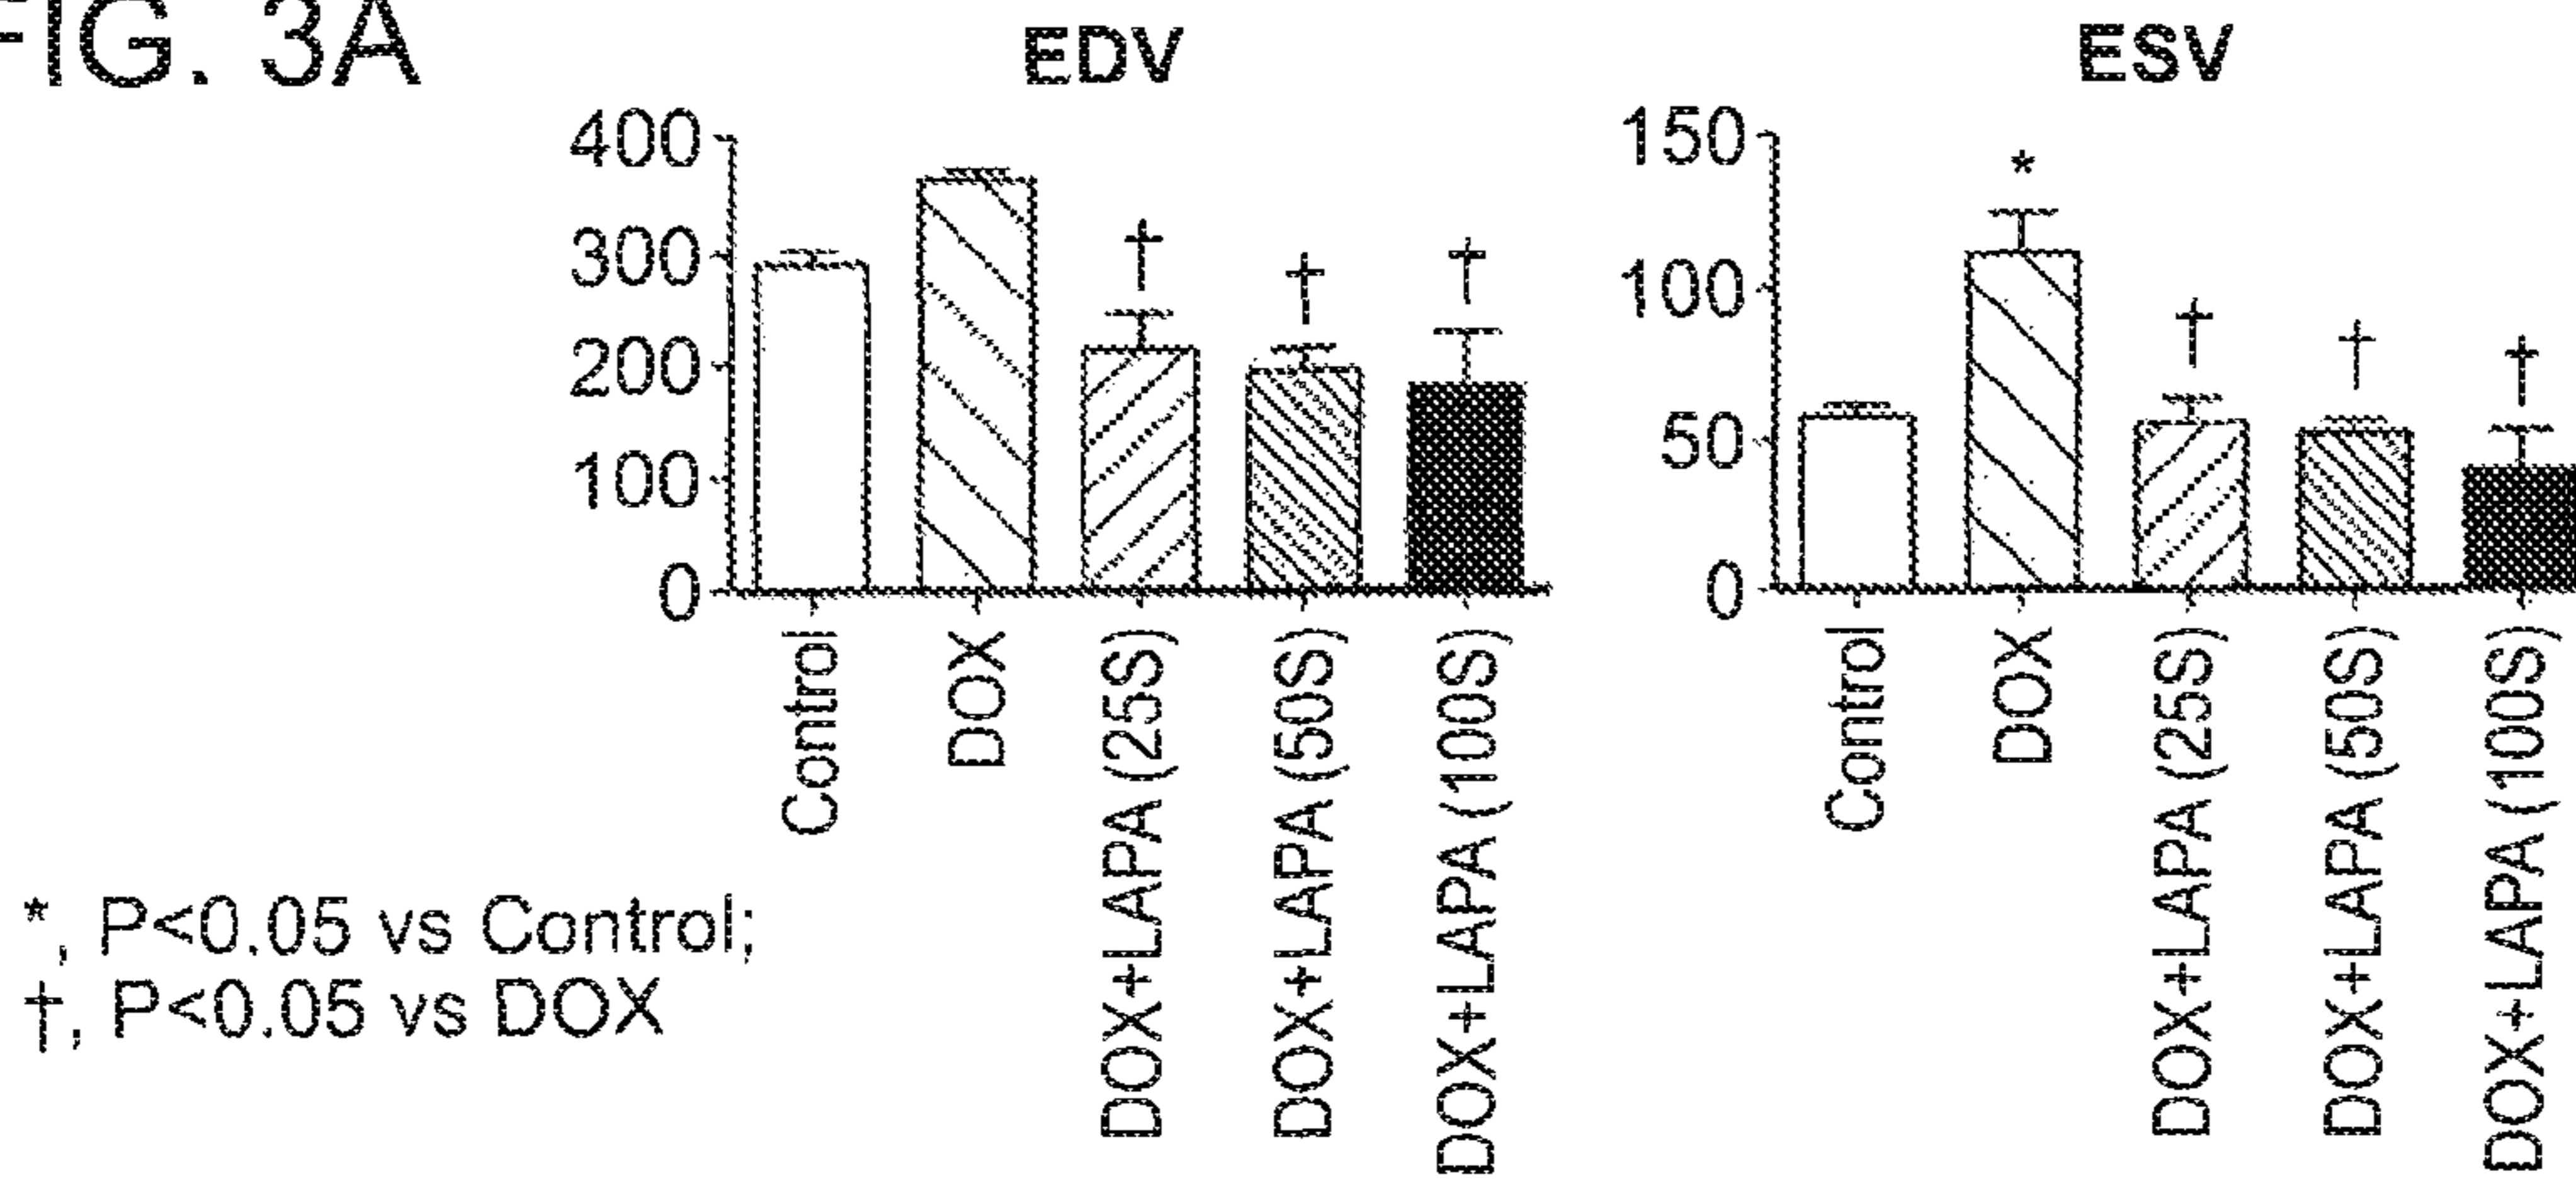 FIG. 3A
EDV
400
300
200
100
0
†
†
†
Control
DOX
DOX+LAPA (25S)
DOX+LAPA (50S)
DOX+LAPA (100S)
ESV
150
100
50
0
*
†
†
†
Control
DOX
DOX+LAPA (25S)
DOX+LAPA (50S)
DOX+LAPA (100S)
*, P<0.05 vs Control;
†, P<0.05 vs DOX